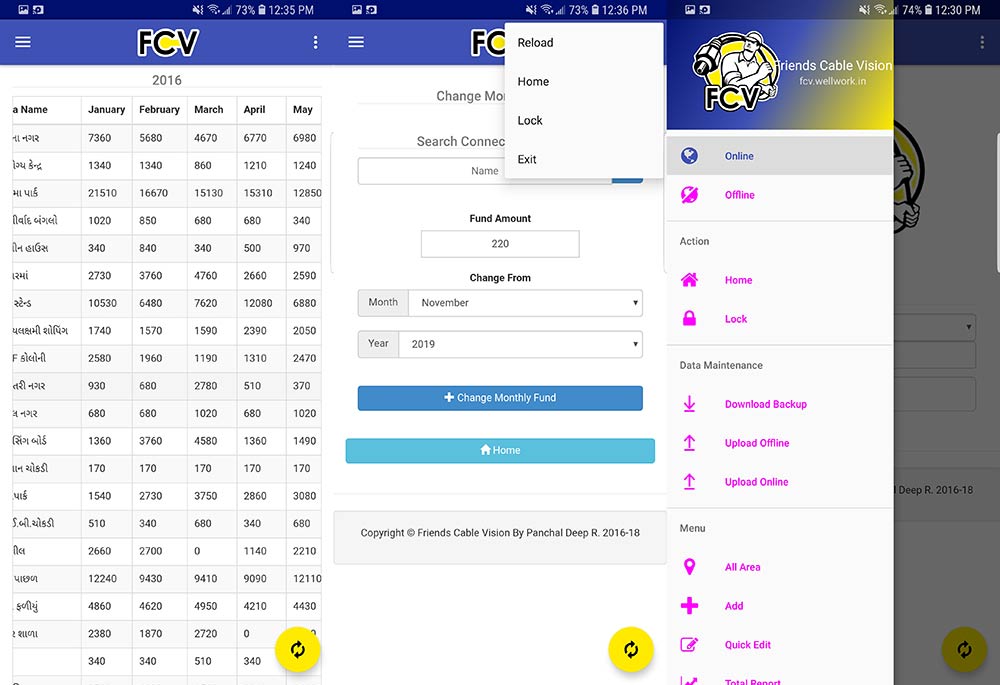 73% 12:35 PM
FCV
2016
a Name January February March April May
ના નગર 7360 5680 4670 6770 6980
ોગ્ય કેન્દ્ર 1340 1340 860 1210 1240
મા પાર્ક 21510 16670 15130 15310 12850
ીર્વાદ બંગલો 1020 850 680 680 340
ીન હાઉસ 340 840 340 500 970
રમાં 2730 3760 4760 2660 2590
સ્ટેન્ડ 10530 6480 7620 12080 6880
યલક્ષ્મી શોપિંગ 1740 1570 1590 2390 2050
F કોલોની 2580 1960 1190 1310 2470
તરી નગર 930 680 2780 510 370
લ નગર 680 680 1020 680 1020
સિંગ બોર્ડ 1360 3760 4580 1360 1490
ાન ચોકડી 170 170 170 170 170
પાર્ક 1540 2730 3750 2860 3080
ઈ.બી.ચોકડી 510 340 680 340 680
ીલ 2660 2700 0 1140 2210
પાછળ 12240 9430 9410 9090 12110
ફળીયું 4860 4620 4950 4210 4430
ર શાળા 2380 1870 2720 0
340 340 510 340
73% 12:36 PM
FC
Reload
Home
Lock
Exit
Change Mo
Search Connec
Name
Fund Amount
220
Change From
Month November
Year 2019
Change Monthly Fund
Home
Copyright © Friends Cable Vision By Panchal Deep R. 2016-18
74% 12:30 PM
FCV
Friends Cable Vision
fcv.wellwork.in
Online
Offline
Action
Home
Lock
Data Maintenance
Download Backup
Upload Offline
Upload Online
Menu
All Area
Add
Quick Edit
Total Report
Deep R. 2016-18